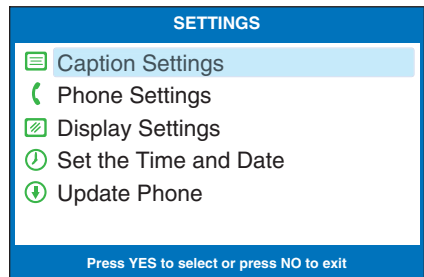 SETTINGS
Caption Settings
Phone Settings
Display Settings
Set the Time and Date
Update Phone
Press YES to select or press NO to exit